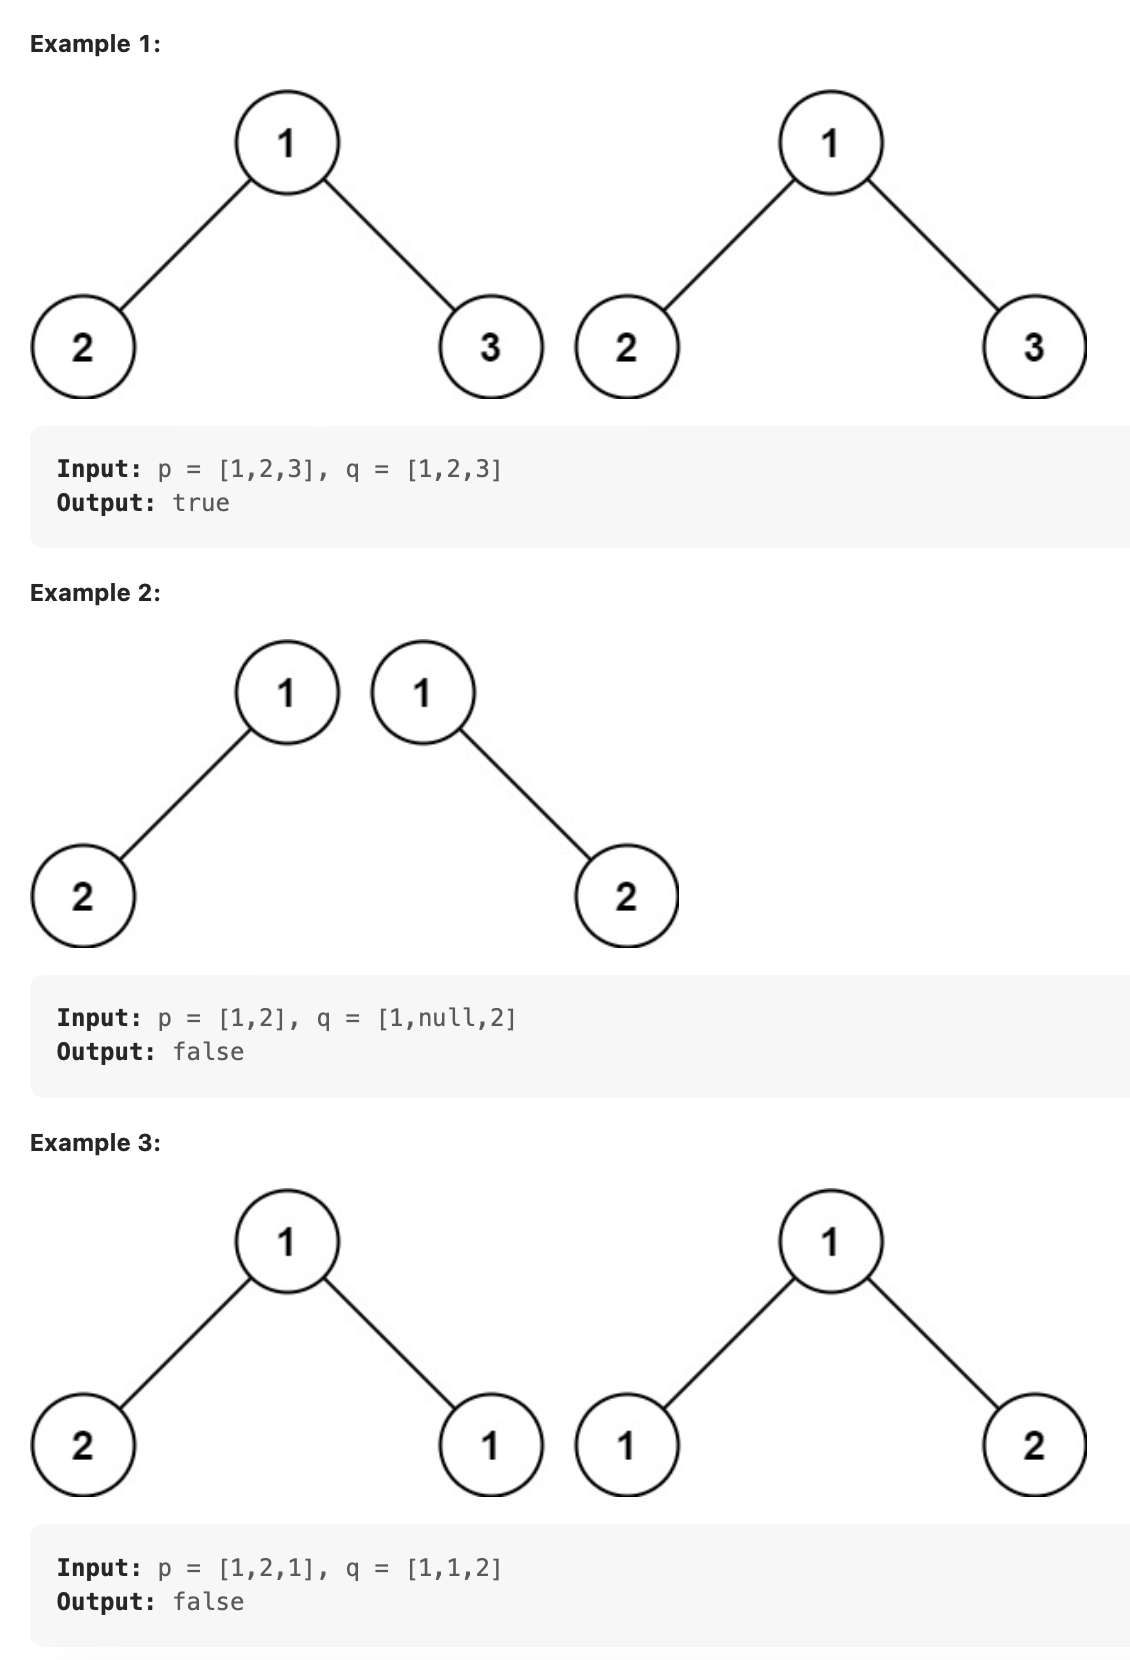 Example 1:
1 1
2 3 2 3
Input: p = [1,2,3], q = [1,2,3]
Output: true
Example 2:
1 1
2 2
Input: p = [1,2], q = [1,null,2]
Output: false
Example 3:
1 1
2 1 1 2
Input: p = [1,2,1], q = [1,1,2]
Output: false